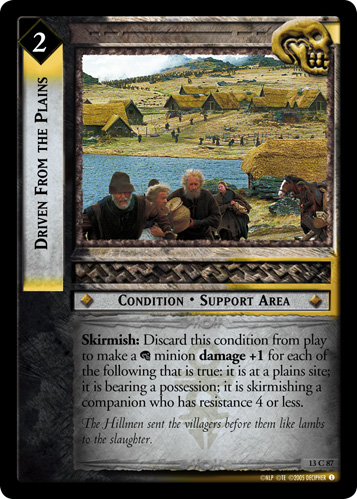 2
DRIVEN FROM THE PLAINS
CONDITION • SUPPORT AREA
Skirmish: Discard this condition from play
to make a minion damage +1 for each of
the following that is true: it is at a plains site;
it is bearing a possession; it is skirmishing a
companion who has resistance 4 or less.
The Hillmen sent the villagers before them like lambs
to the slaughter.
13 C 87
©NLP ©TE ©2005 DECIPHER